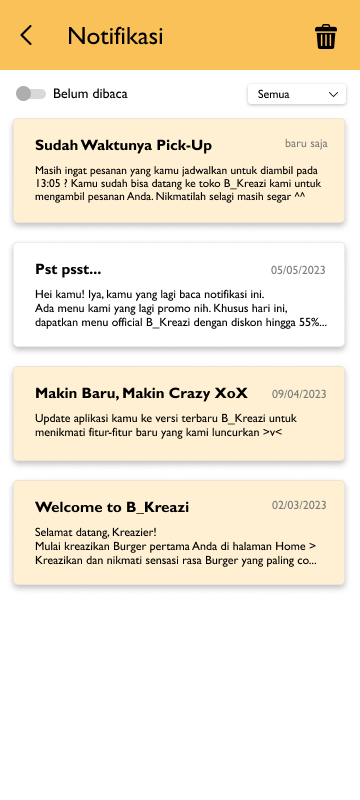 Notifikasi
Belum dibaca
Semua
Sudah Waktunya Pick-Up
baru saja
Masih ingat pesanan yang kamu jadwalkan untuk diambil pada
13:05 ? Kamu sudah bisa datang ke toko B_Kreazi kami untuk
mengambil pesanan Anda. Nikmatilah selagi masih segar ^^
Pst psst...
05/05/2023
Hei kamu! Iya, kamu yang lagi baca notifikasi ini.
Ada menu kami yang lagi promo nih. Khusus hari ini,
dapatkan menu official B_Kreazi dengan diskon hingga 55%...
Makin Baru, Makin Crazy XoX
09/04/2023
Update aplikasi kamu ke versi terbaru B_Kreazi untuk
menikmati fitur-fitur baru yang kami luncurkan >v<
Welcome to B_Kreazi
02/03/2023
Selamat datang, Kreazier!
Mulai kreazikan Burger pertama Anda di halaman Home >
Kreazikan dan nikmati sensasi rasa Burger yang paling co...